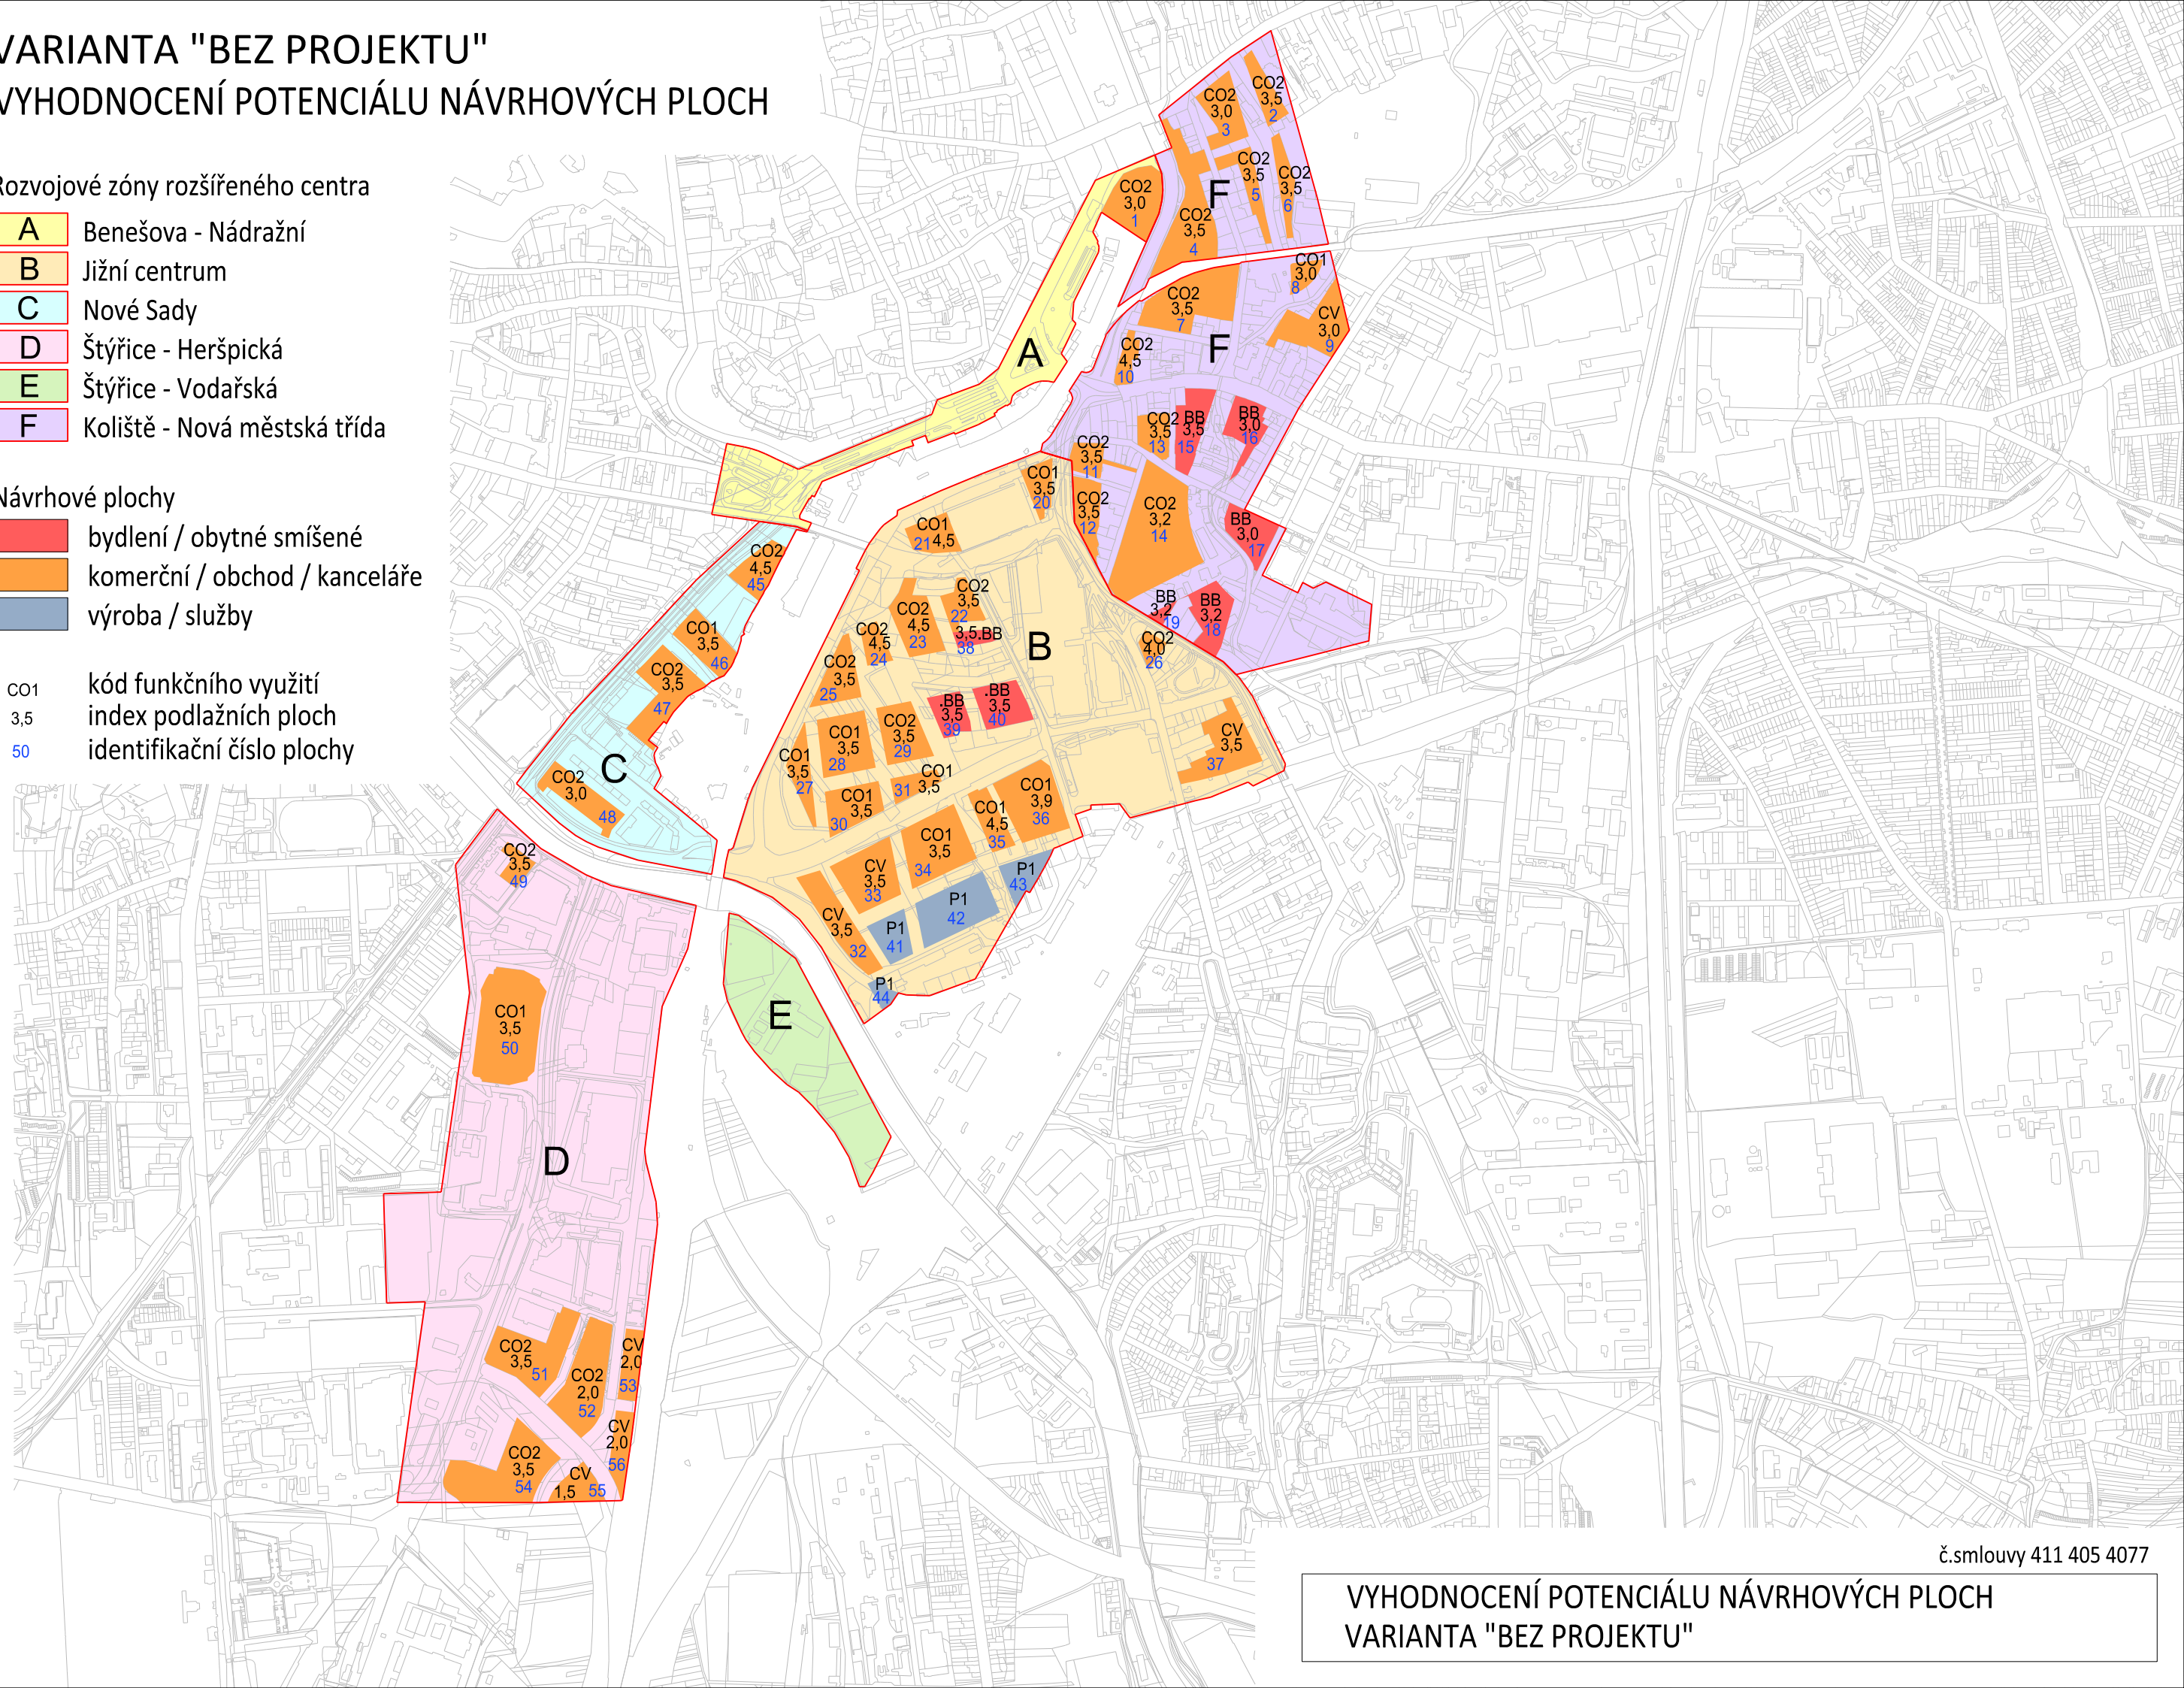 VARIANTA "BEZ PROJEKTU"
VYHODNOCENÍ POTENCIÁLU NÁVRHOVÝCH PLOCH
Rozvojové zóny rozšířeného centra
A Benešova - Nádražní
B Jižní centrum
C Nové Sady
D Štýřice - Heršpická
E Štýřice - Vodařská
F Koliště - Nová městská třída
Návrhové plochy
bydlení / obytné smíšené
komerční / obchod / kanceláře
výroba / služby
CO1 kód funkčního využití
3,5 index podlažních ploch
50 identifikační číslo plochy
CO2
3,0
1
CO2
3,5
2
CO2
3,0
3
CO2
3,5
4
CO2
3,5
5
CO2
3,5
6
F
CO2
3,5
7
CO1
3,0
8
CV
3,0
9
CO2
4,5
10
F
A
CO2
3,5
11
CO2
3,5
12
CO2
3,5
13
CO2
3,2
14
BB
3,5
15
BB
3,0
16
BB
3,0
17
BB
3,2
18
BB
3,2
19
CO1
3,5
20
CO1
21 4,5
CO2
3,5
22
CO2
4,5
23
CO2
4,5
24
CO2
3,5
25
CO2
4,0
26
B
3,5.BB
38
.BB
3,5
39
.BB
3,5
40
CO1
3,5
27
CO1
3,5
28
CO2
3,5
29
CO1
3,5
30
CO1
31 3,5
CV
3,5
32
CV
3,5
33
CO1
3,5
34
CO1
4,5
35
CO1
3,9
36
CV
3,5
37
P1
41
P1
42
P1
43
P1
44
CO2
4,5
45
CO1
3,5
46
CO2
3,5
47
C
CO2
3,0
48
CO2
3,5
49
CO1
3,5
50
E
D
CO2
3,5
51
CO2
2,0
52
CV
2,0
53
CO2
3,5
54
CV
1,5 55
CV
2,0
56
č.smlouvy 411 405 4077
VYHODNOCENÍ POTENCIÁLU NÁVRHOVÝCH PLOCH
VARIANTA "BEZ PROJEKTU"